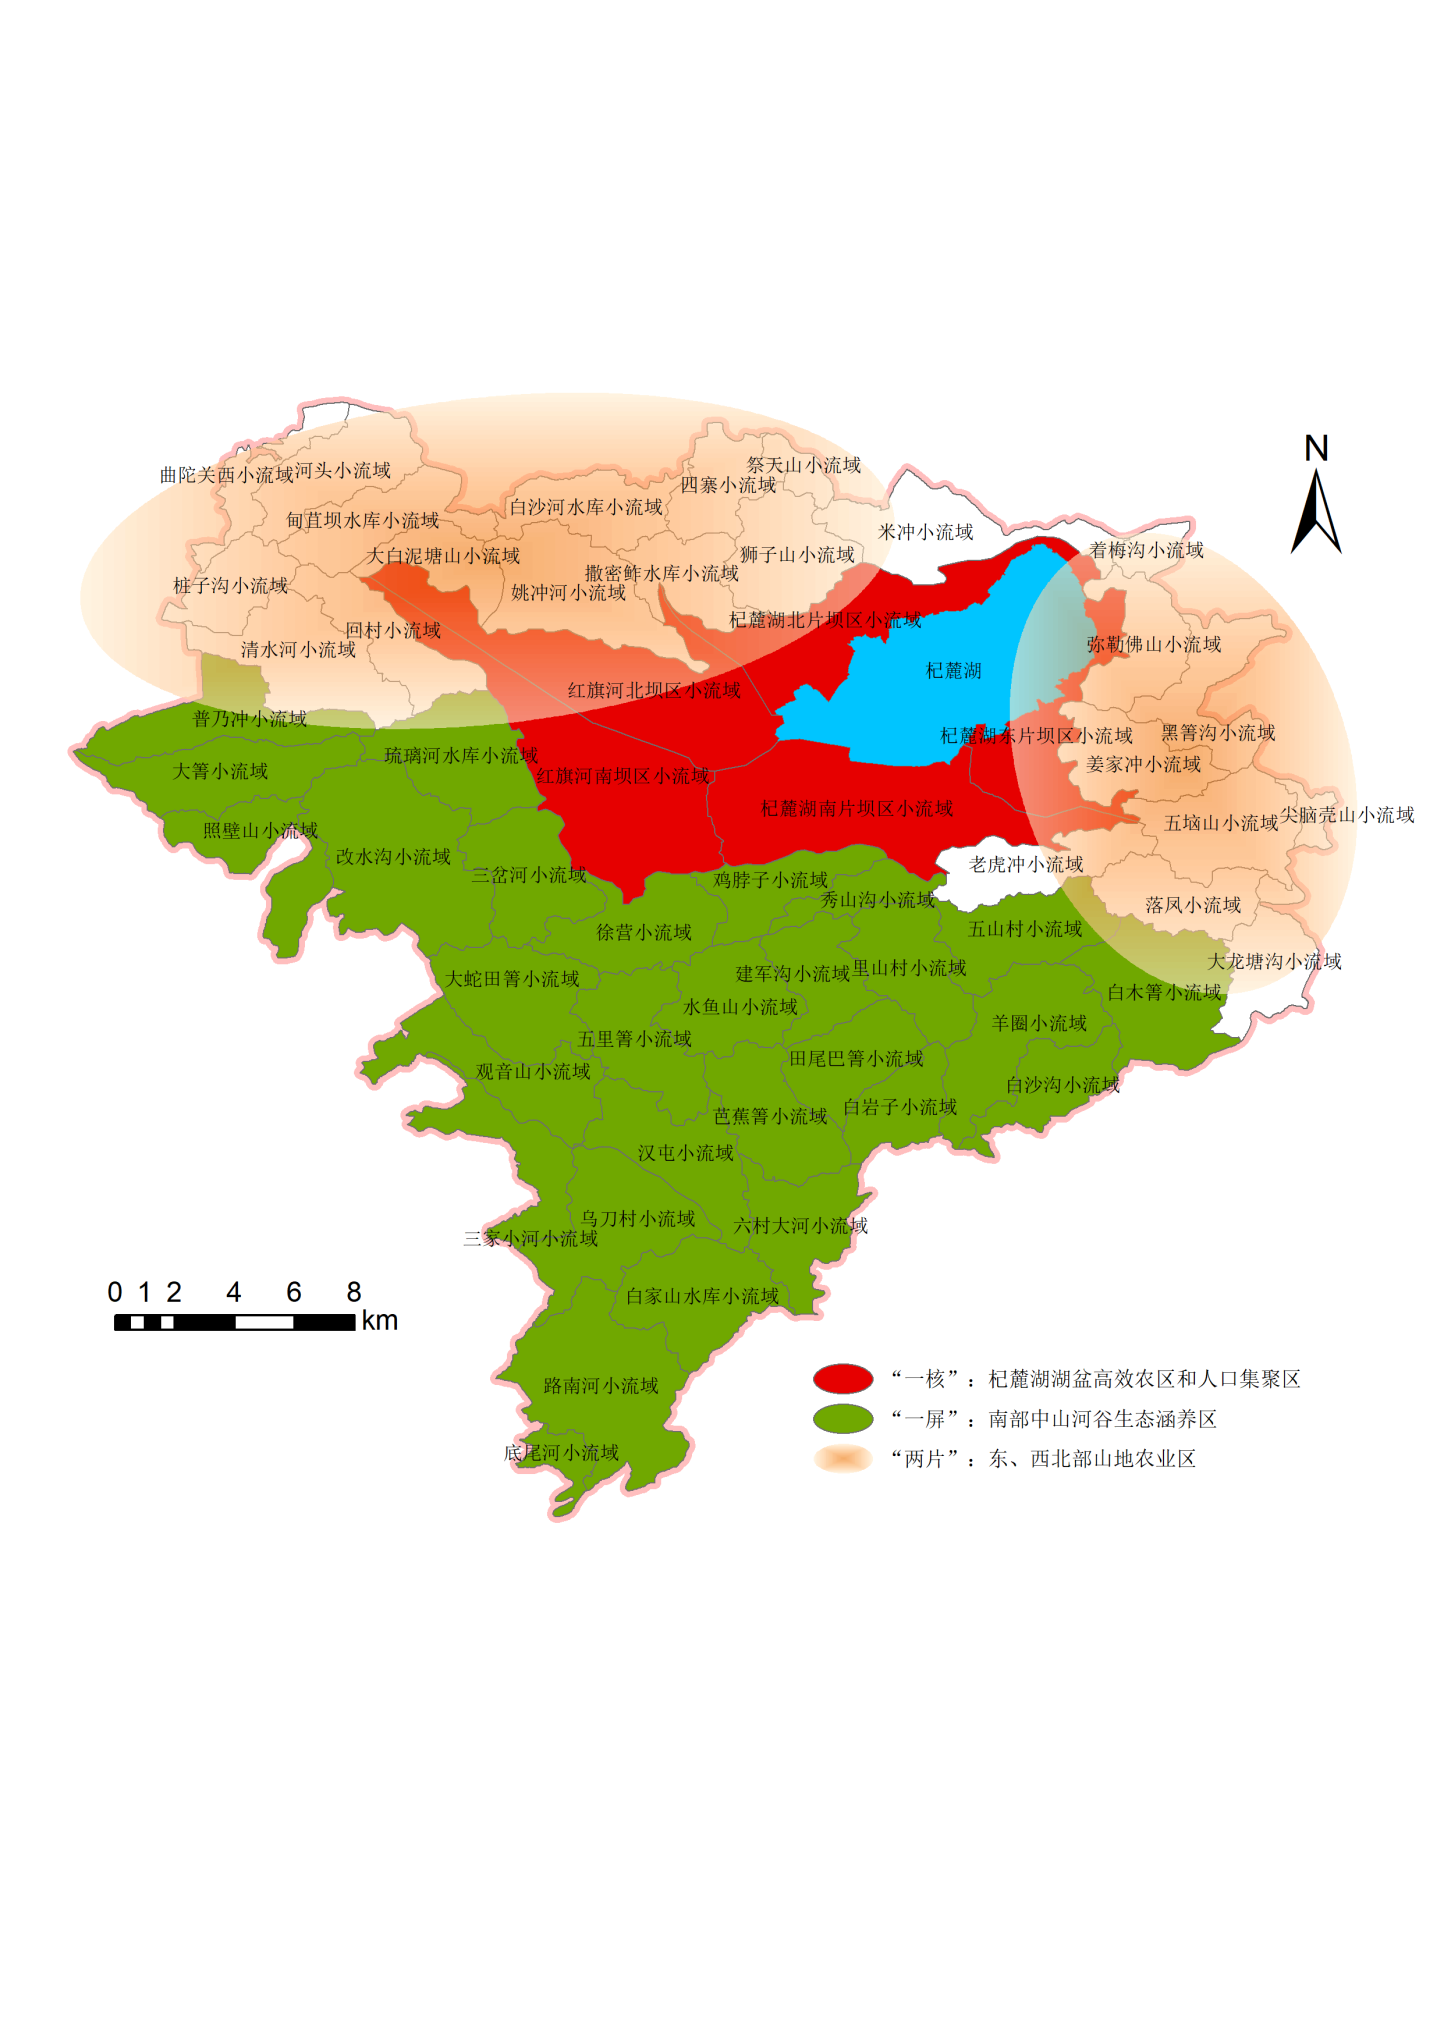 N
祭天山小流域
曲陀关西小流域
河头小流域
四寨小流域
白沙河水库小流域
甸苴坝水库小流域
米冲小流域
着梅沟小流域
大白泥塘山小流域
狮子山小流域
撒密鲊水库小流域
桩子沟小流域
姚冲河小流域
杞麓湖北片坝区小流域
回村小流域
弥勒佛山小流域
清水河小流域
杞麓湖
红旗河北坝区小流域
普乃冲小流域
杞麓湖东片坝区小流域
黑箐沟小流域
琉璃河水库小流域
姜家冲小流域
大箐小流域
红旗河南坝区小流域
杞麓湖南片坝区小流域
尖脑壳山小流域
五堖山小流域
照壁山小流域
改水沟小流域
老虎冲小流域
三岔河小流域
鸡脖子小流域
秀山沟小流域
落凤小流域
徐营小流域
五山村小流域
大龙塘沟小流域
建军沟小流域
里山村小流域
大蛇田箐小流域
白木箐小流域
水鱼山小流域
羊圈小流域
五里箐小流域
田尾巴箐小流域
观音山小流域
白沙沟小流域
芭蕉箐小流域
白岩子小流域
汉屯小流域
乌刀村小流域
六村大河小流域
三家小河小流域
0 1 2 4 6 8
km
白家山水库小流域
路南河小流域
底尾河小流域
“一核”：杞麓湖湖盆高效农区和人口集聚区
“一屏”：南部中山河谷生态涵养区
“两片”：东、西北部山地农业区